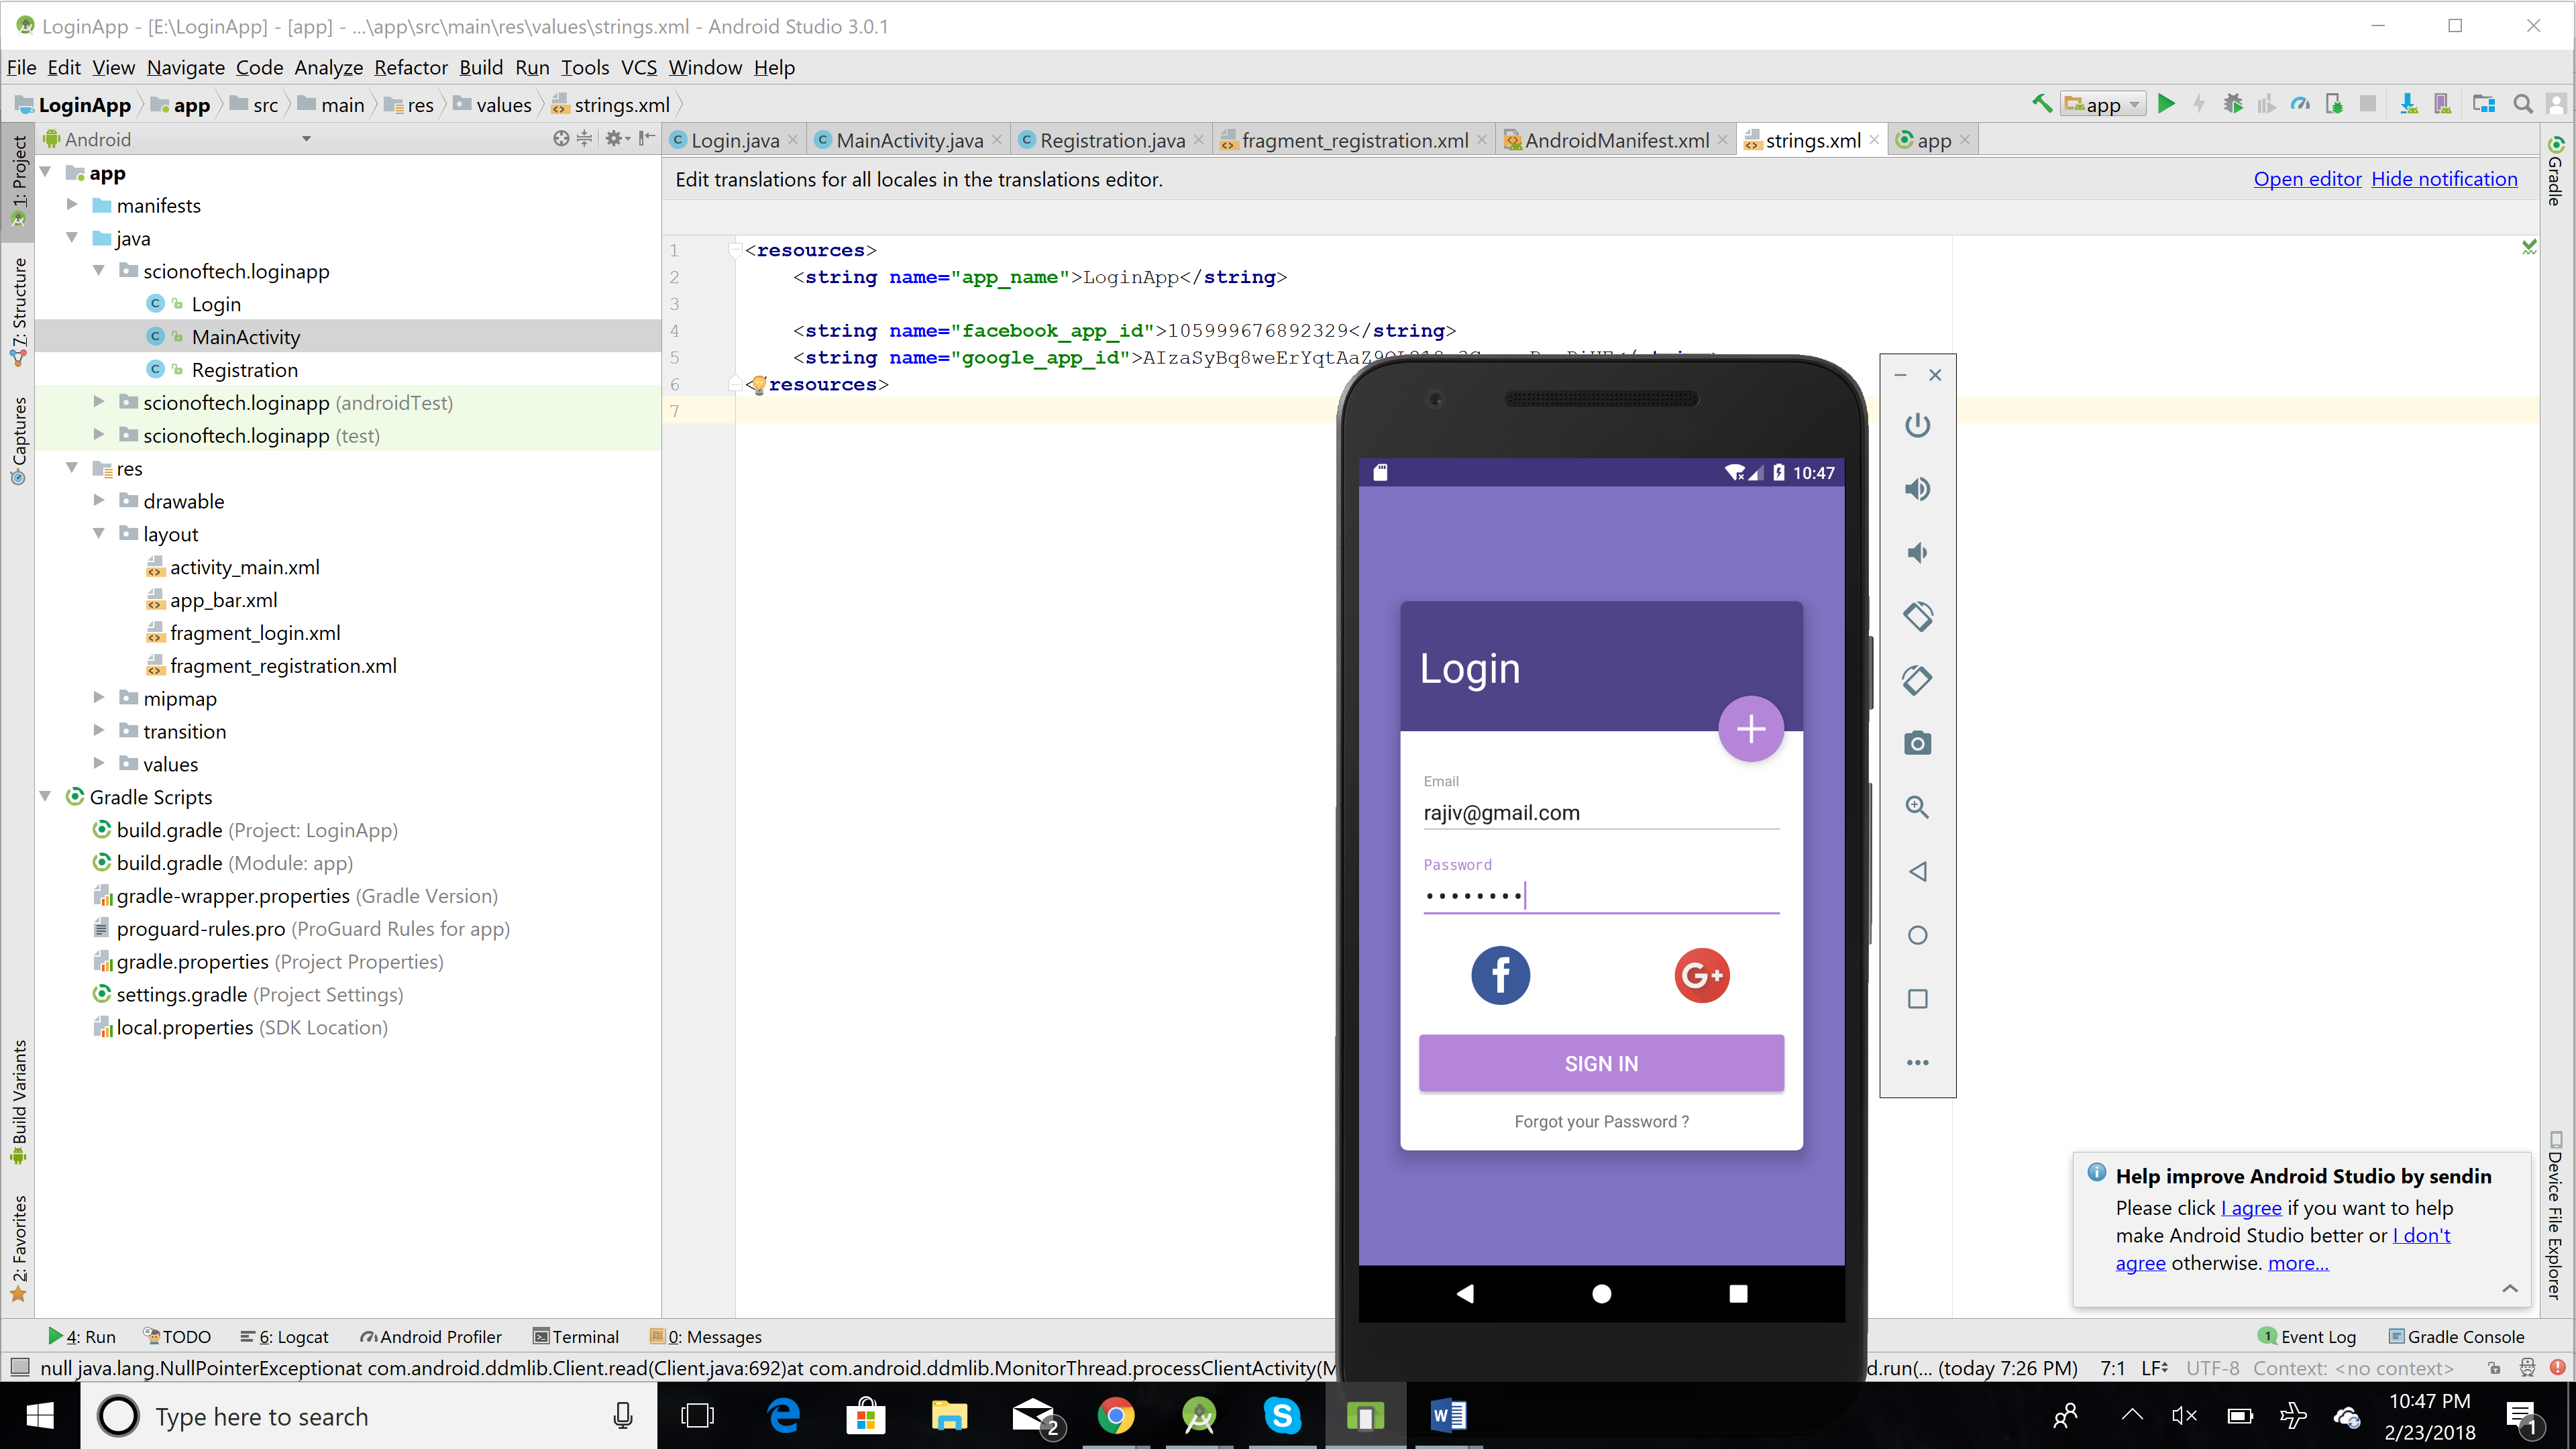 LoginApp - [E:\LoginApp] - [app] - ...\app\src\main\res\values\strings.xml - Android Studio 3.0.1
File Edit View Navigate Code Analyze Refactor Build Run Tools VCS Window Help
LoginApp app src main res values strings.xml
app
Android
Login.java MainActivity.java Registration.java fragment_registration.xml AndroidManifest.xml strings.xml app
Edit translations for all locales in the translations editor.
Open editor Hide notification
1: Project
7: Structure
Captures
Build Variants
2: Favorites
Gradle
Device File Explorer
app
manifests
java
scionoftech.loginapp
Login
MainActivity
Registration
scionoftech.loginapp (androidTest)
scionoftech.loginapp (test)
res
drawable
layout
activity_main.xml
app_bar.xml
fragment_login.xml
fragment_registration.xml
mipmap
transition
values
Gradle Scripts
build.gradle (Project: LoginApp)
build.gradle (Module: app)
gradle-wrapper.properties (Gradle Version)
proguard-rules.pro (ProGuard Rules for app)
gradle.properties (Project Properties)
settings.gradle (Project Settings)
local.properties (SDK Location)
1 <resources>
2 <string name="app_name">LoginApp</string>
3
4 <string name="facebook_app_id">105999676892329</string>
5 <string name="google_app_id">
6 </resources>
7
10:47
Login
Email
rajiv@gmail.com
Password
••••••••
f
G+
SIGN IN
Forgot your Password ?
Help improve Android Studio by sendin
Please click I agree if you want to help
make Android Studio better or I don't
agree otherwise. more...
4: Run TODO 6: Logcat Android Profiler Terminal 0: Messages
1 Event Log Gradle Console
null java.lang.NullPointerExceptionat com.android.ddmlib.Client.read(Client.java:692)at com.android.ddmlib.MonitorThread.processClientActivity(M
d.run(... (today 7:26 PM) 7:1 LF UTF-8 Context: <no context>
Type here to search
2
10:47 PM
2/23/2018
1